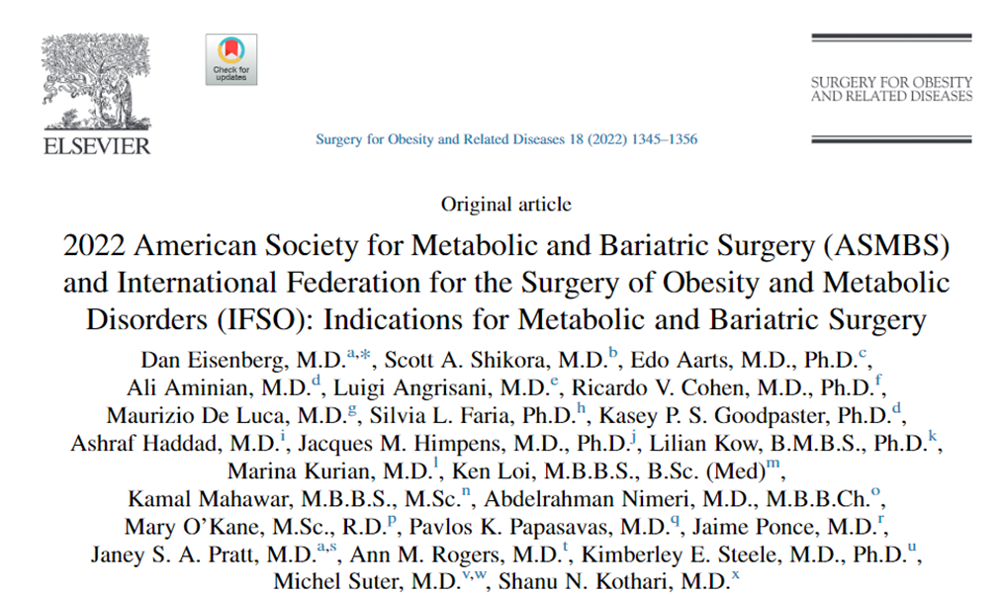 ELSEVIER
Check for
updates
SURGERY FOR OBESITY
AND RELATED DISEASES
Surgery for Obesity and Related Diseases 18 (2022) 1345–1356
Original article
2022 American Society for Metabolic and Bariatric Surgery (ASMBS)
and International Federation for the Surgery of Obesity and Metabolic
Disorders (IFSO): Indications for Metabolic and Bariatric Surgery
Dan Eisenberg, M.D.a,*, Scott A. Shikora, M.D.b, Edo Aarts, M.D., Ph.D.c,
Ali Aminian, M.D.d, Luigi Angrisani, M.D.e, Ricardo V. Cohen, M.D., Ph.D.f,
Maurizio De Luca, M.D.g, Silvia L. Faria, Ph.D.h, Kasey P. S. Goodpaster, Ph.D.d,
Ashraf Haddad, M.D.i, Jacques M. Himpens, M.D., Ph.D.j, Lilian Kow, B.M.B.S., Ph.D.k,
Marina Kurian, M.D.l, Ken Loi, M.B.B.S., B.Sc. (Med)m,
Kamal Mahawar, M.B.B.S., M.Sc.n, Abdelrahman Nimeri, M.D., M.B.B.Ch.o,
Mary O’Kane, M.Sc., R.D.p, Pavlos K. Papasavas, M.D.q, Jaime Ponce, M.D.r,
Janey S. A. Pratt, M.D.a,s, Ann M. Rogers, M.D.t, Kimberley E. Steele, M.D., Ph.D.u,
Michel Suter, M.D.v,w, Shanu N. Kothari, M.D.x